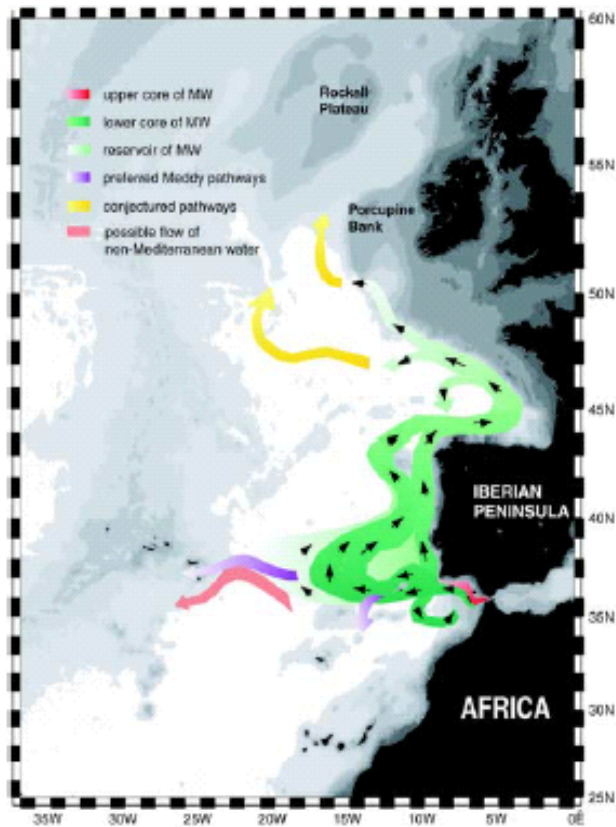 60N
upper core of MW
lower core of MW
reservoir of MW
preferred Meddy pathways
conjectured pathways
possible flow of
non-Mediterranean water
Rockall
Plateau
55N
Porcupine
Bank
50N
45N
IBERIAN
PENINSULA
40N
35N
AFRICA
30N
25N
35W
30W
25W
20W
15W
10W
5W
0E